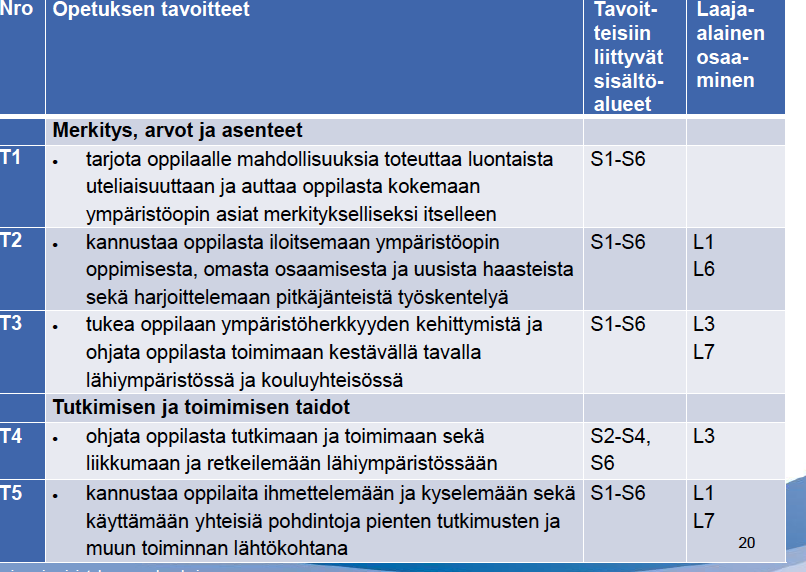 Nro Opetuksen tavoitteet Tavoit-
teisiin
liittyvät
sisältö-
alueet
Laaja-
alainen
osaa-
minen
Merkitys, arvot ja asenteet
T1 • tarjota oppilaalle mahdollisuuksia toteuttaa luontaista S1-S6
uteliaisuuttaan ja auttaa oppilasta kokemaan
ympäristöopin asiat merkitykselliseksi itselleen
T2 • kannustaa oppilasta iloitsemaan ympäristöopin S1-S6 L1
oppimisesta, omasta osaamisesta ja uusista haasteista L6
sekä harjoittelemaan pitkäjänteistä työskentelyä
T3 • tukea oppilaan ympäristöherkkyyden kehittymistä ja S1-S6 L3
ohjata oppilasta toimimaan kestävällä tavalla L7
lähiympäristössä ja kouluyhteisössä
Tutkimisen ja toimimisen taidot
T4 • ohjata oppilasta tutkimaan ja toimimaan sekä S2-S4, L3
liikkumaan ja retkeilemään lähiympäristössään S6
T5 • kannustaa oppilaita ihmettelemään ja kyselemään sekä S1-S6 L1
käyttämään yhteisiä pohdintoja pienten tutkimusten ja L7
muun toiminnan lähtökohtana
20